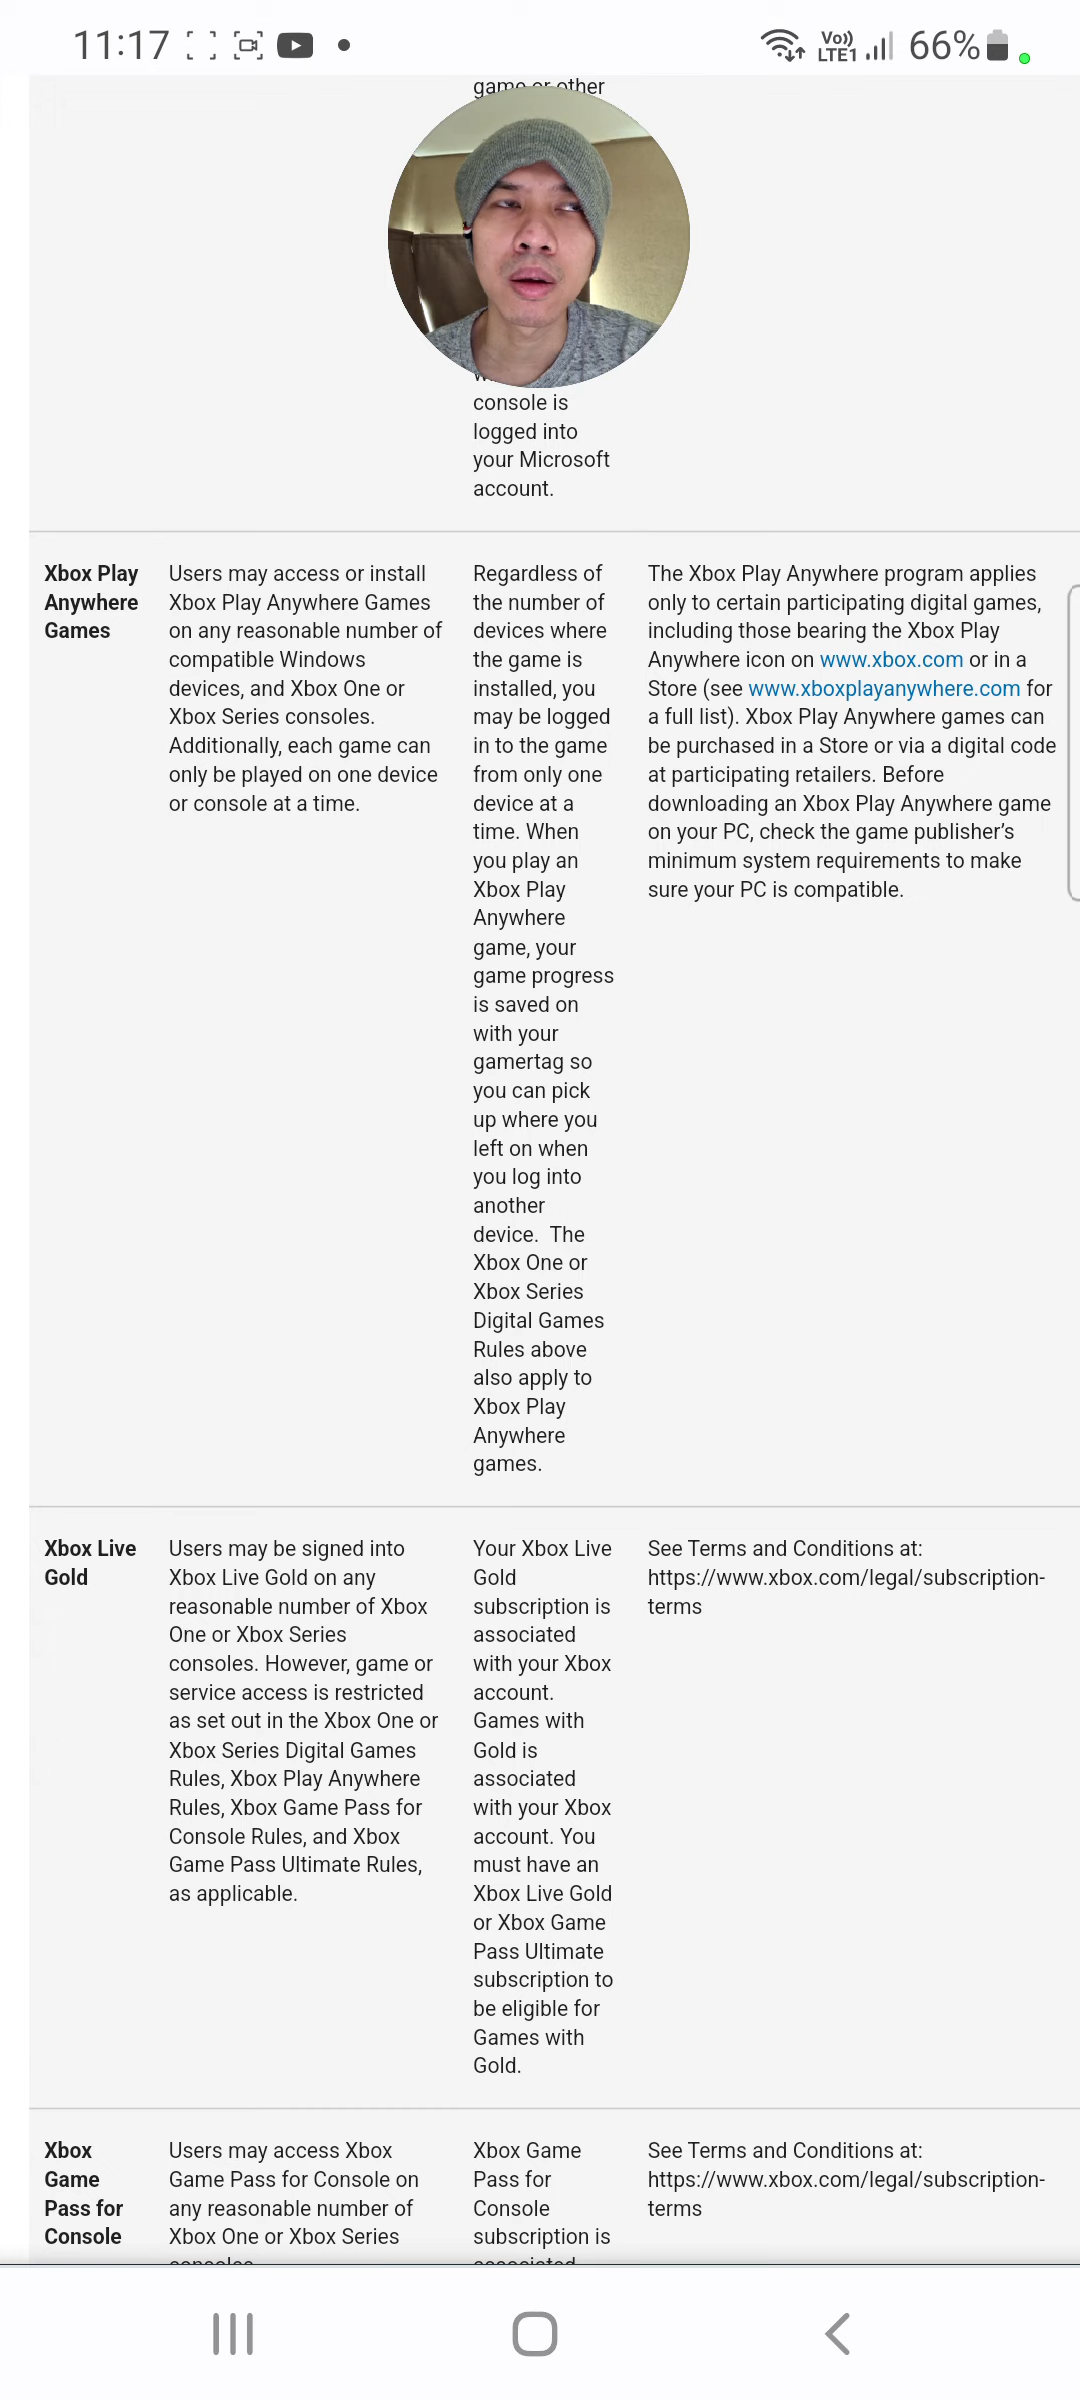 11:17
Vo))
LTE1
66%
game or other
console is
logged into
your Microsoft
account.
Xbox Play
Anywhere
Games
Users may access or install
Xbox Play Anywhere Games
on any reasonable number of
compatible Windows
devices, and Xbox One or
Xbox Series consoles.
Additionally, each game can
only be played on one device
or console at a time.
Regardless of
the number of
devices where
the game is
installed, you
may be logged
in to the game
from only one
device at a
time. When
you play an
Xbox Play
Anywhere
game, your
game progress
is saved on
with your
gamertag so
you can pick
up where you
left on when
you log into
another
device.  The
Xbox One or
Xbox Series
Digital Games
Rules above
also apply to
Xbox Play
Anywhere
games.
The Xbox Play Anywhere program applies
only to certain participating digital games,
including those bearing the Xbox Play
Anywhere icon on www.xbox.com or in a
Store (see www.xboxplayanywhere.com for
a full list). Xbox Play Anywhere games can
be purchased in a Store or via a digital code
at participating retailers. Before
downloading an Xbox Play Anywhere game
on your PC, check the game publisher’s
minimum system requirements to make
sure your PC is compatible.
Xbox Live
Gold
Users may be signed into
Xbox Live Gold on any
reasonable number of Xbox
One or Xbox Series
consoles. However, game or
service access is restricted
as set out in the Xbox One or
Xbox Series Digital Games
Rules, Xbox Play Anywhere
Rules, Xbox Game Pass for
Console Rules, and Xbox
Game Pass Ultimate Rules,
as applicable.
Your Xbox Live
Gold
subscription is
associated
with your Xbox
account.
Games with
Gold is
associated
with your Xbox
account. You
must have an
Xbox Live Gold
or Xbox Game
Pass Ultimate
subscription to
be eligible for
Games with
Gold.
See Terms and Conditions at:
https://www.xbox.com/legal/subscription-
terms
Xbox
Game
Pass for
Console
Users may access Xbox
Game Pass for Console on
any reasonable number of
Xbox One or Xbox Series
consoles.
Xbox Game
Pass for
Console
subscription is
associated
See Terms and Conditions at:
https://www.xbox.com/legal/subscription-
terms